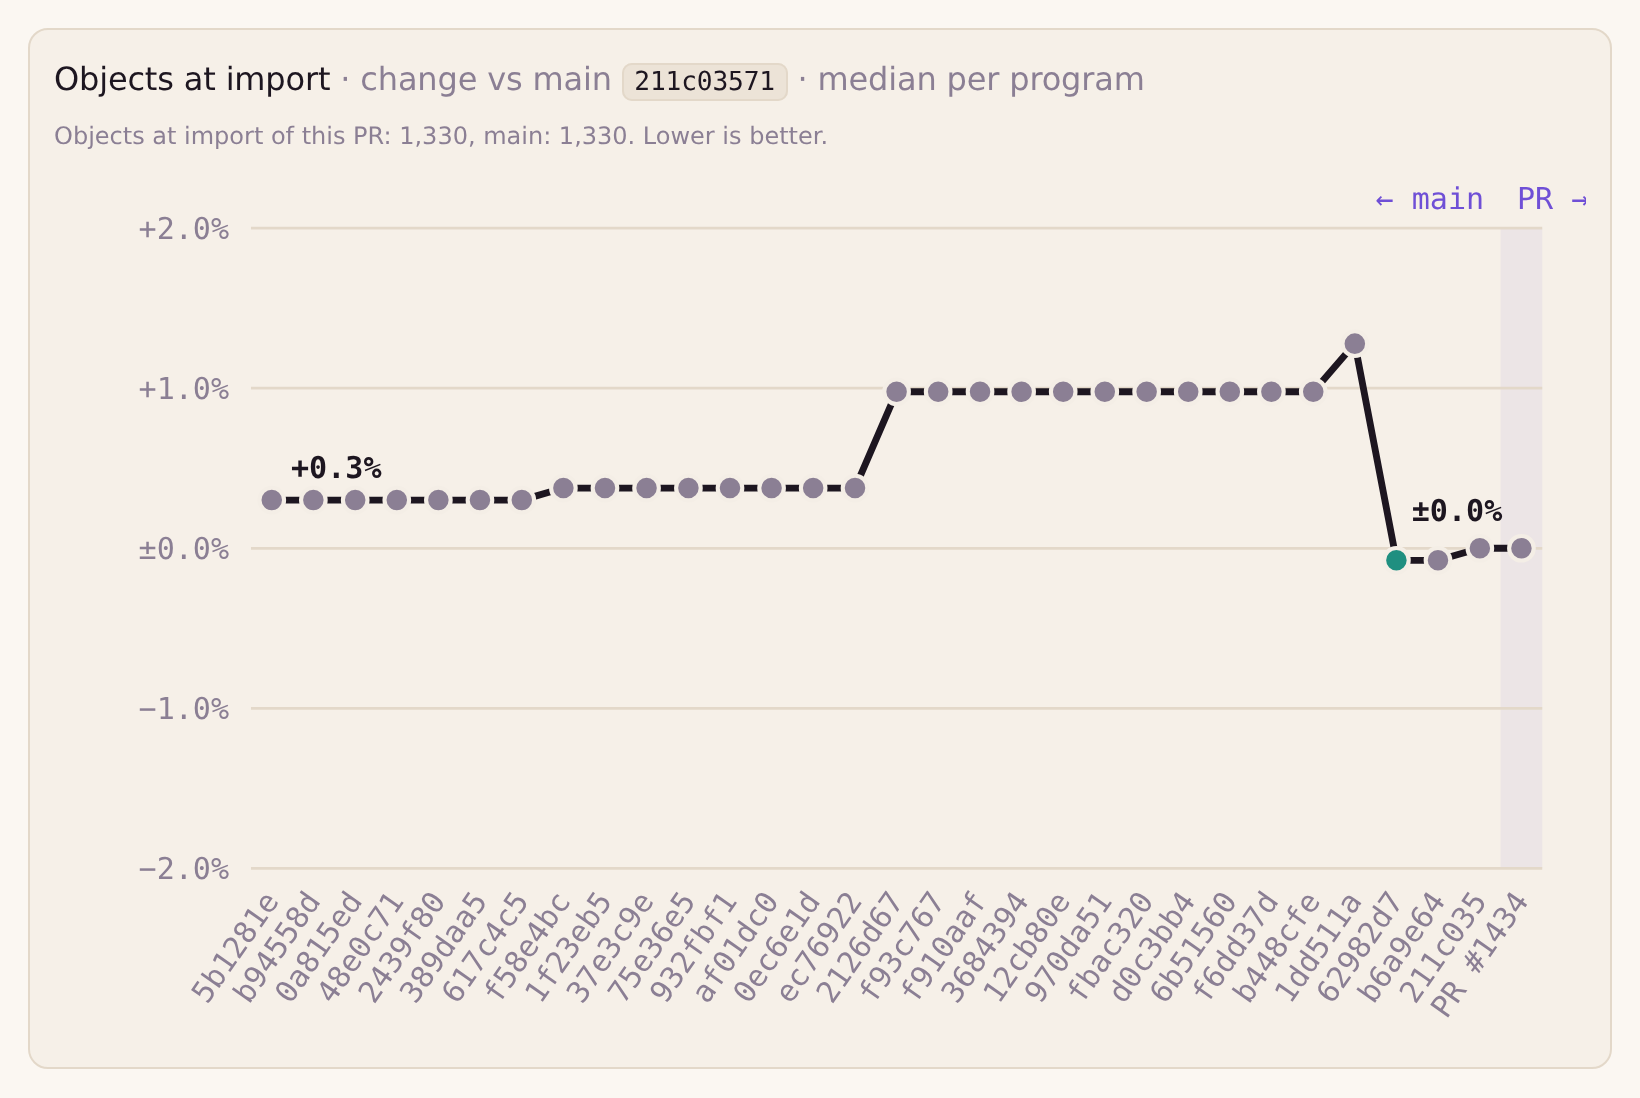 Objects at import · change vs main 211c03571 · median per program
Objects at import of this PR: 1,330, main: 1,330. Lower is better.
← main PR →
+2.0%
+1.0%
+0.3%
±0.0%
±0.0%
−1.0%
−2.0%
5b1281e
b94558d
0a815ed
48e0c71
2439f80
389daa5
617c4c5
f58e4bc
1f23eb5
37e3c9e
75e36e5
932fbf1
af01dc0
0ec6e1d
ec76922
2126d67
f93c767
f910aaf
3684394
12cb80e
970da51
fbac320
d0c3bb4
6b51560
f6dd37d
b448cfe
1dd511a
62982d7
b6a9e64
211c035
PR #1434